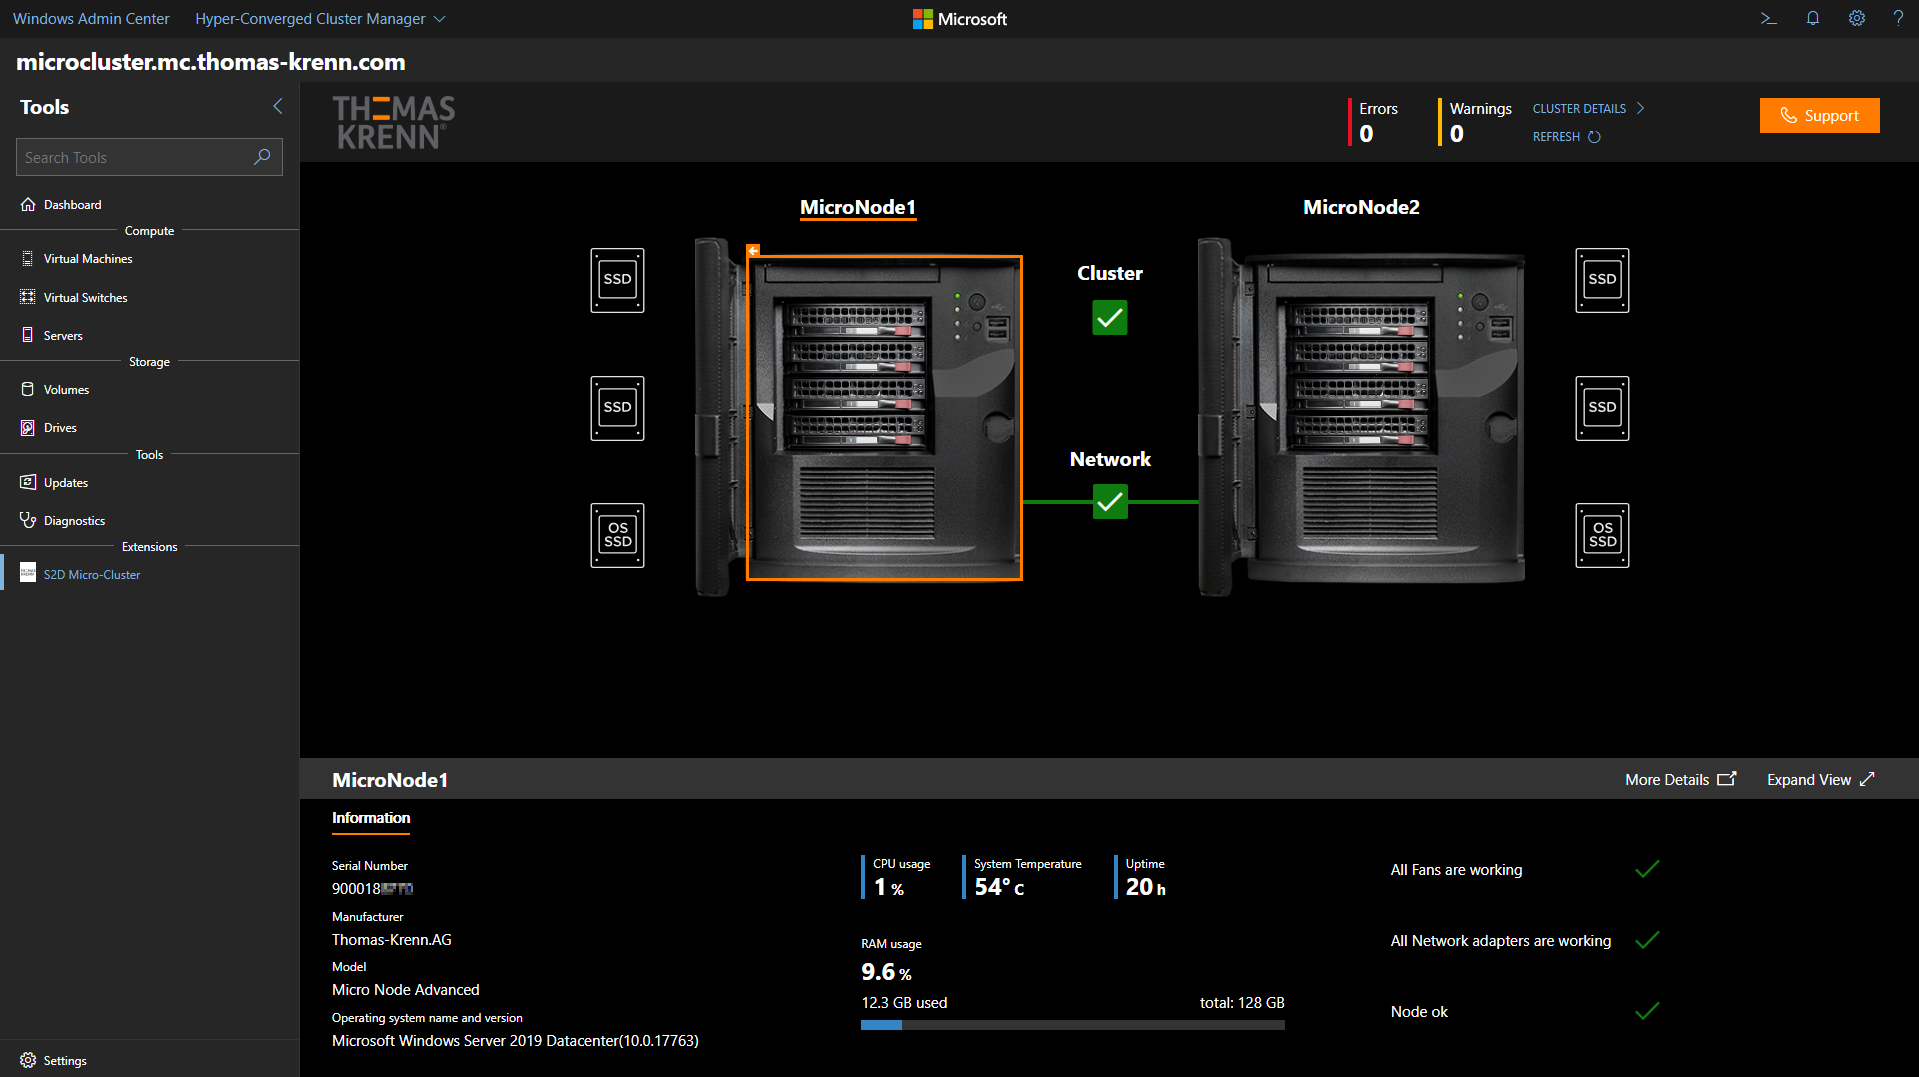 Windows Admin Center
Hyper-Converged Cluster Manager
Microsoft
microcluster.mc.thomas-krenn.com
Tools
Search Tools
Dashboard
Compute
Virtual Machines
Virtual Switches
Servers
Storage
Volumes
Drives
Tools
Updates
Diagnostics
Extensions
S2D Micro-Cluster
Settings
THOMAS
KRENN®
Errors
0
Warnings
0
CLUSTER DETAILS
REFRESH
Support
MicroNode1
MicroNode2
SSD
SSD
OS
SSD
Cluster
Network
SSD
SSD
OS
SSD
MicroNode1
More Details
Expand View
Information
Serial Number
900018
Manufacturer
Thomas-Krenn.AG
Model
Micro Node Advanced
Operating system name and version
Microsoft Windows Server 2019 Datacenter(10.0.17763)
CPU usage
1 %
System Temperature
54° C
Uptime
20 h
RAM usage
9.6 %
12.3 GB used
total: 128 GB
All Fans are working
All Network adapters are working
Node ok